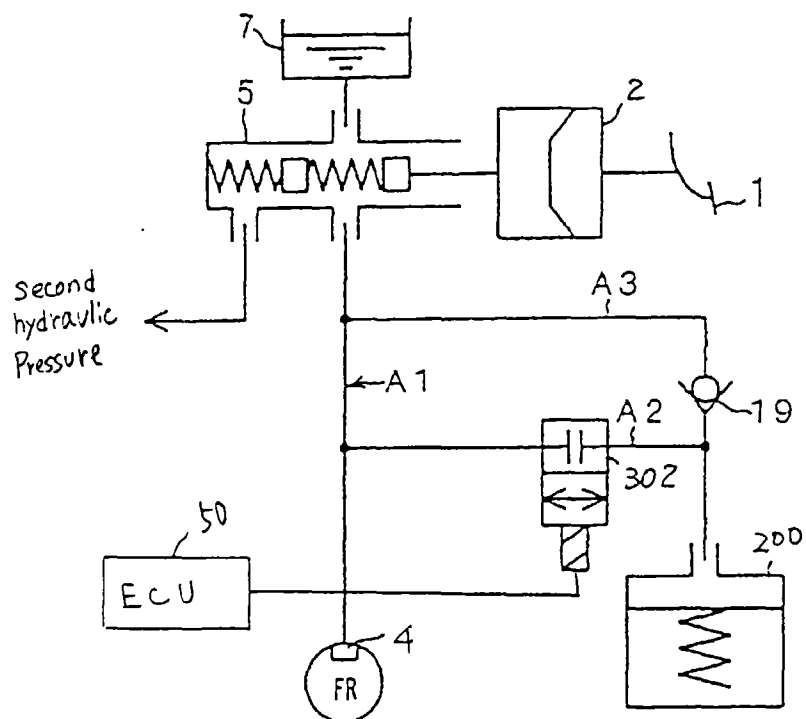 7
5
2
1
second
hydraulic
Pressure
A3
A1
A2
19
302
50
200
ECU
4
FR